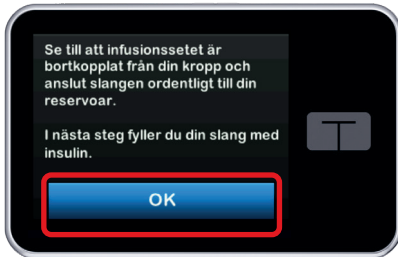 Se till att infusionssetet är
bortkopplat från din kropp och
anslut slangen ordentligt till din
reservoar.
I nästa steg fyller du din slang med
insulin.
OK